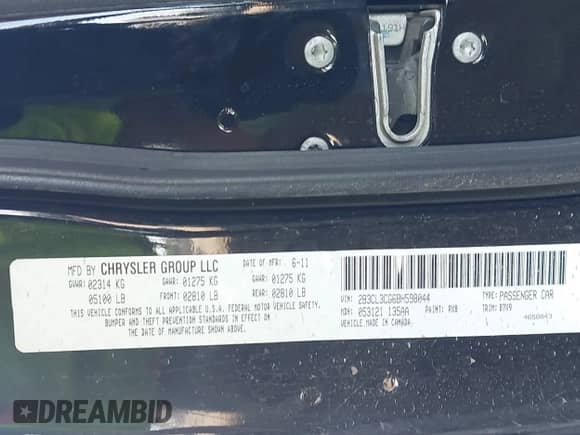 MFD BY CHRYSLER GROUP LLC
DATE OF MFR: 6-11
GVWR: 02314 KG
GAWR: 01275 KG
GAWR: 01275 KG
05100 LB
FRONT: 02810 LB
REAR: 02810 LB
THIS VEHICLE CONFORMS TO ALL APPLICABLE U.S.A. FEDERAL MOTOR VEHICLE SAFETY,
BUMPER AND THEFT PREVENTION STANDARDS IN EFFECT ON
THE DATE OF MANUFACTURE SHOWN ABOVE.
VIN: 2B3CL3CG6BH598044
TYPE: PASSENGER CAR
MDH: 053121 135AA
PAINT: PX8
TRIM: B7V9
MADE IN CANADA
4658843
DREAMBID